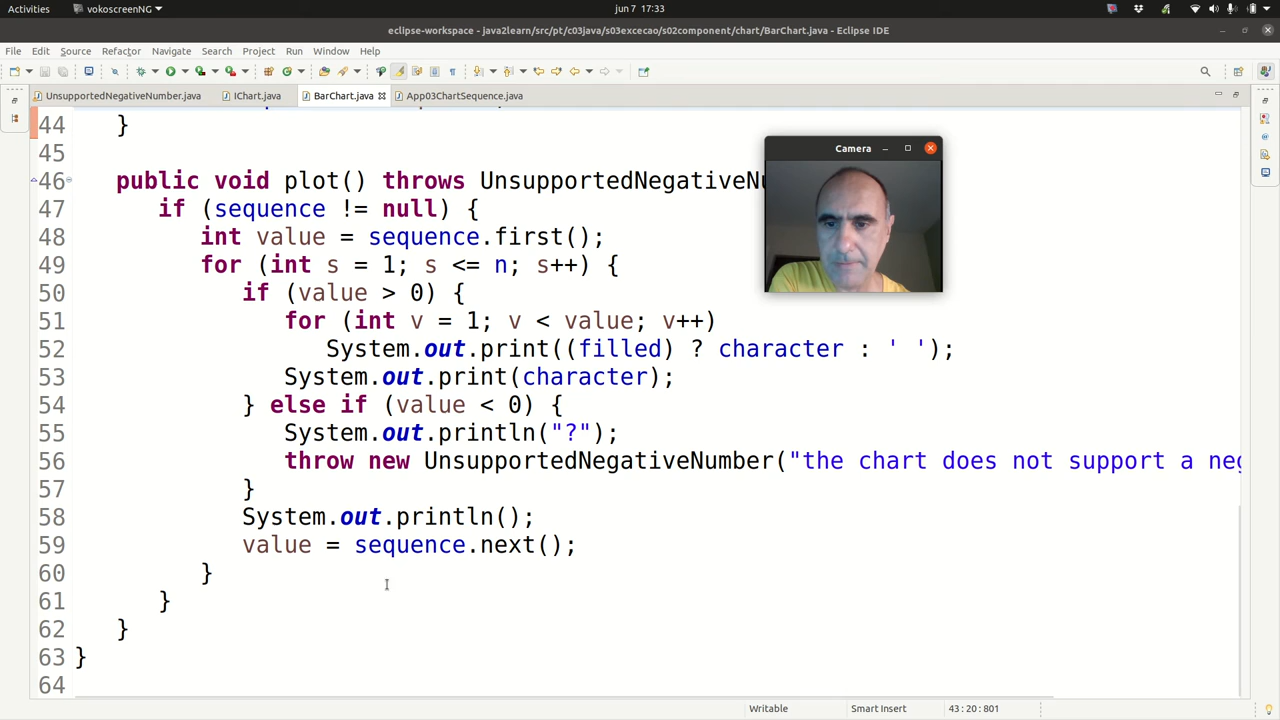 Activities
vokoscreenNG
jun 7 17:33
eclipse-workspace - java2learn/src/pt/c03java/s03excecao/s02component/chart/BarChart.java - Eclipse IDE
File Edit Source Refactor Navigate Search Project Run Window Help
UnsupportedNegativeNumber.java IChart.java BarChart.java App03ChartSequence.java
44 }
45
46 public void plot() throws UnsupportedNegativeNu
47 if (sequence != null) {
48 int value = sequence.first();
49 for (int s = 1; s <= n; s++) {
50 if (value > 0) {
51 for (int v = 1; v < value; v++)
52 System.out.print((filled) ? character : ' ');
53 System.out.print(character);
54 } else if (value < 0) {
55 System.out.println("?");
56 throw new UnsupportedNegativeNumber("the chart does not support a neg
57 }
58 System.out.println();
59 value = sequence.next();
60 }
61 }
62 }
63 }
64
Camera
Writable Smart Insert 43 : 20 : 801